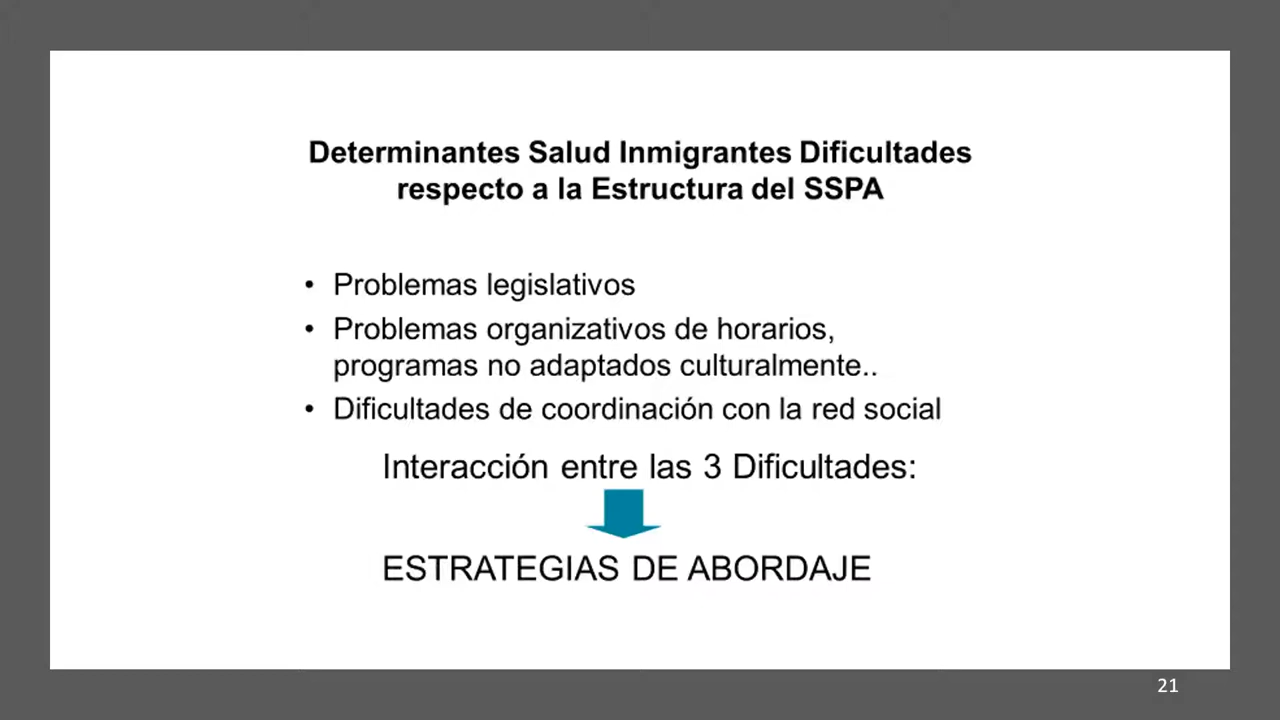 Determinantes Salud Inmigrantes Dificultades
respecto a la Estructura del SSPA
• Problemas legislativos
• Problemas organizativos de horarios,
programas no adaptados culturalmente..
• Dificultades de coordinación con la red social
Interacción entre las 3 Dificultades:
ESTRATEGIAS DE ABORDAJE
21